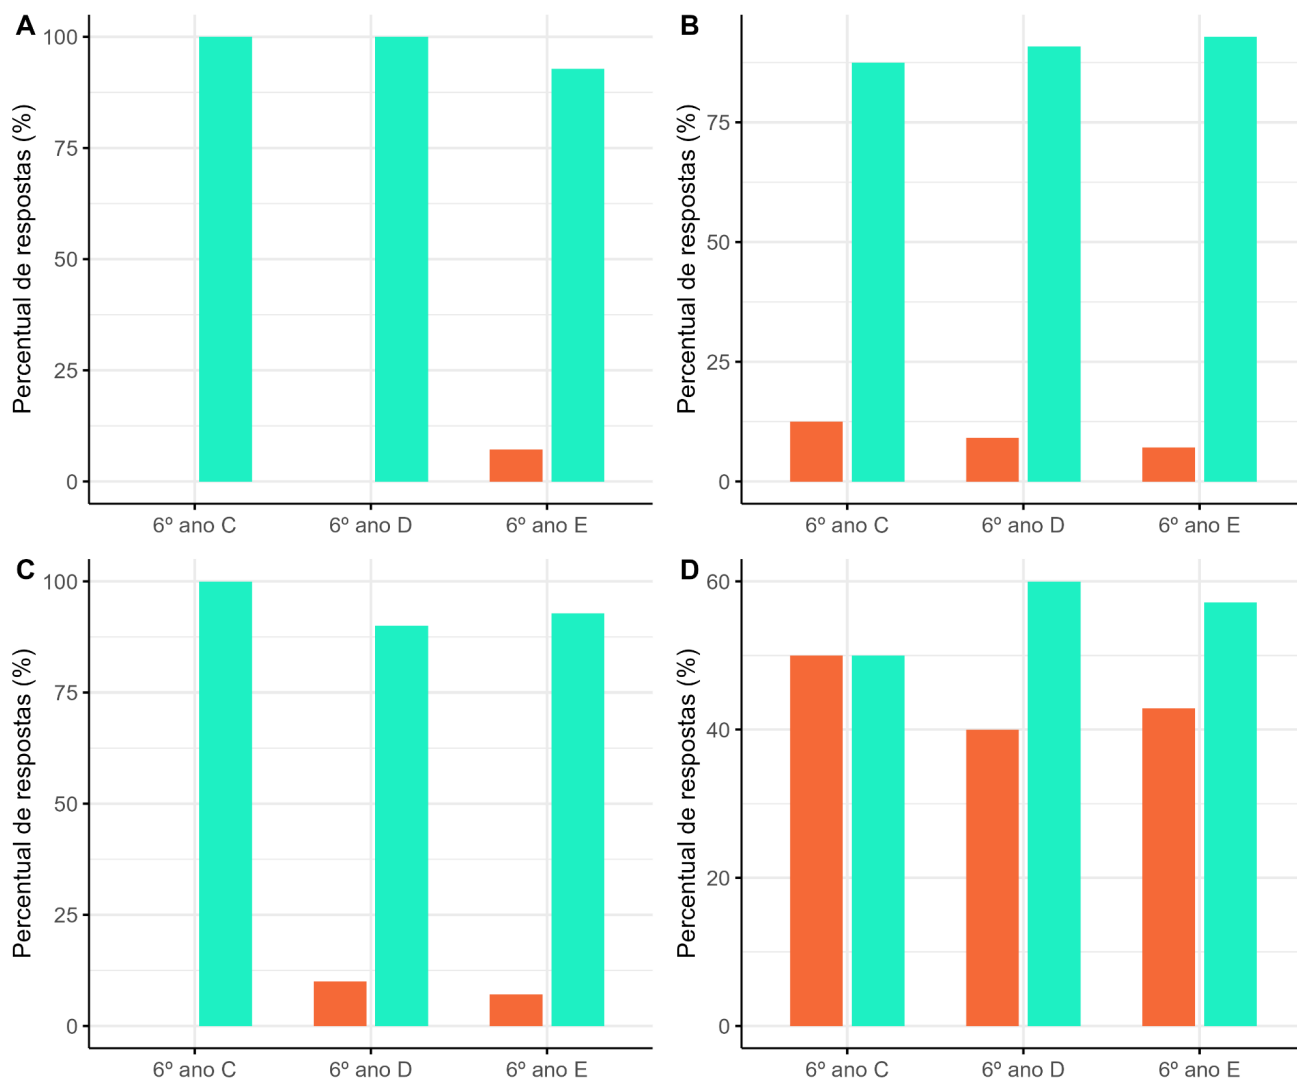 A
Percentual de respostas (%)
100
75
50
25
0
6º ano C
6º ano D
6º ano E
B
Percentual de respostas (%)
75
50
25
0
6º ano C
6º ano D
6º ano E
C
Percentual de respostas (%)
100
75
50
25
0
6º ano C
6º ano D
6º ano E
D
Percentual de respostas (%)
60
40
20
0
6º ano C
6º ano D
6º ano E